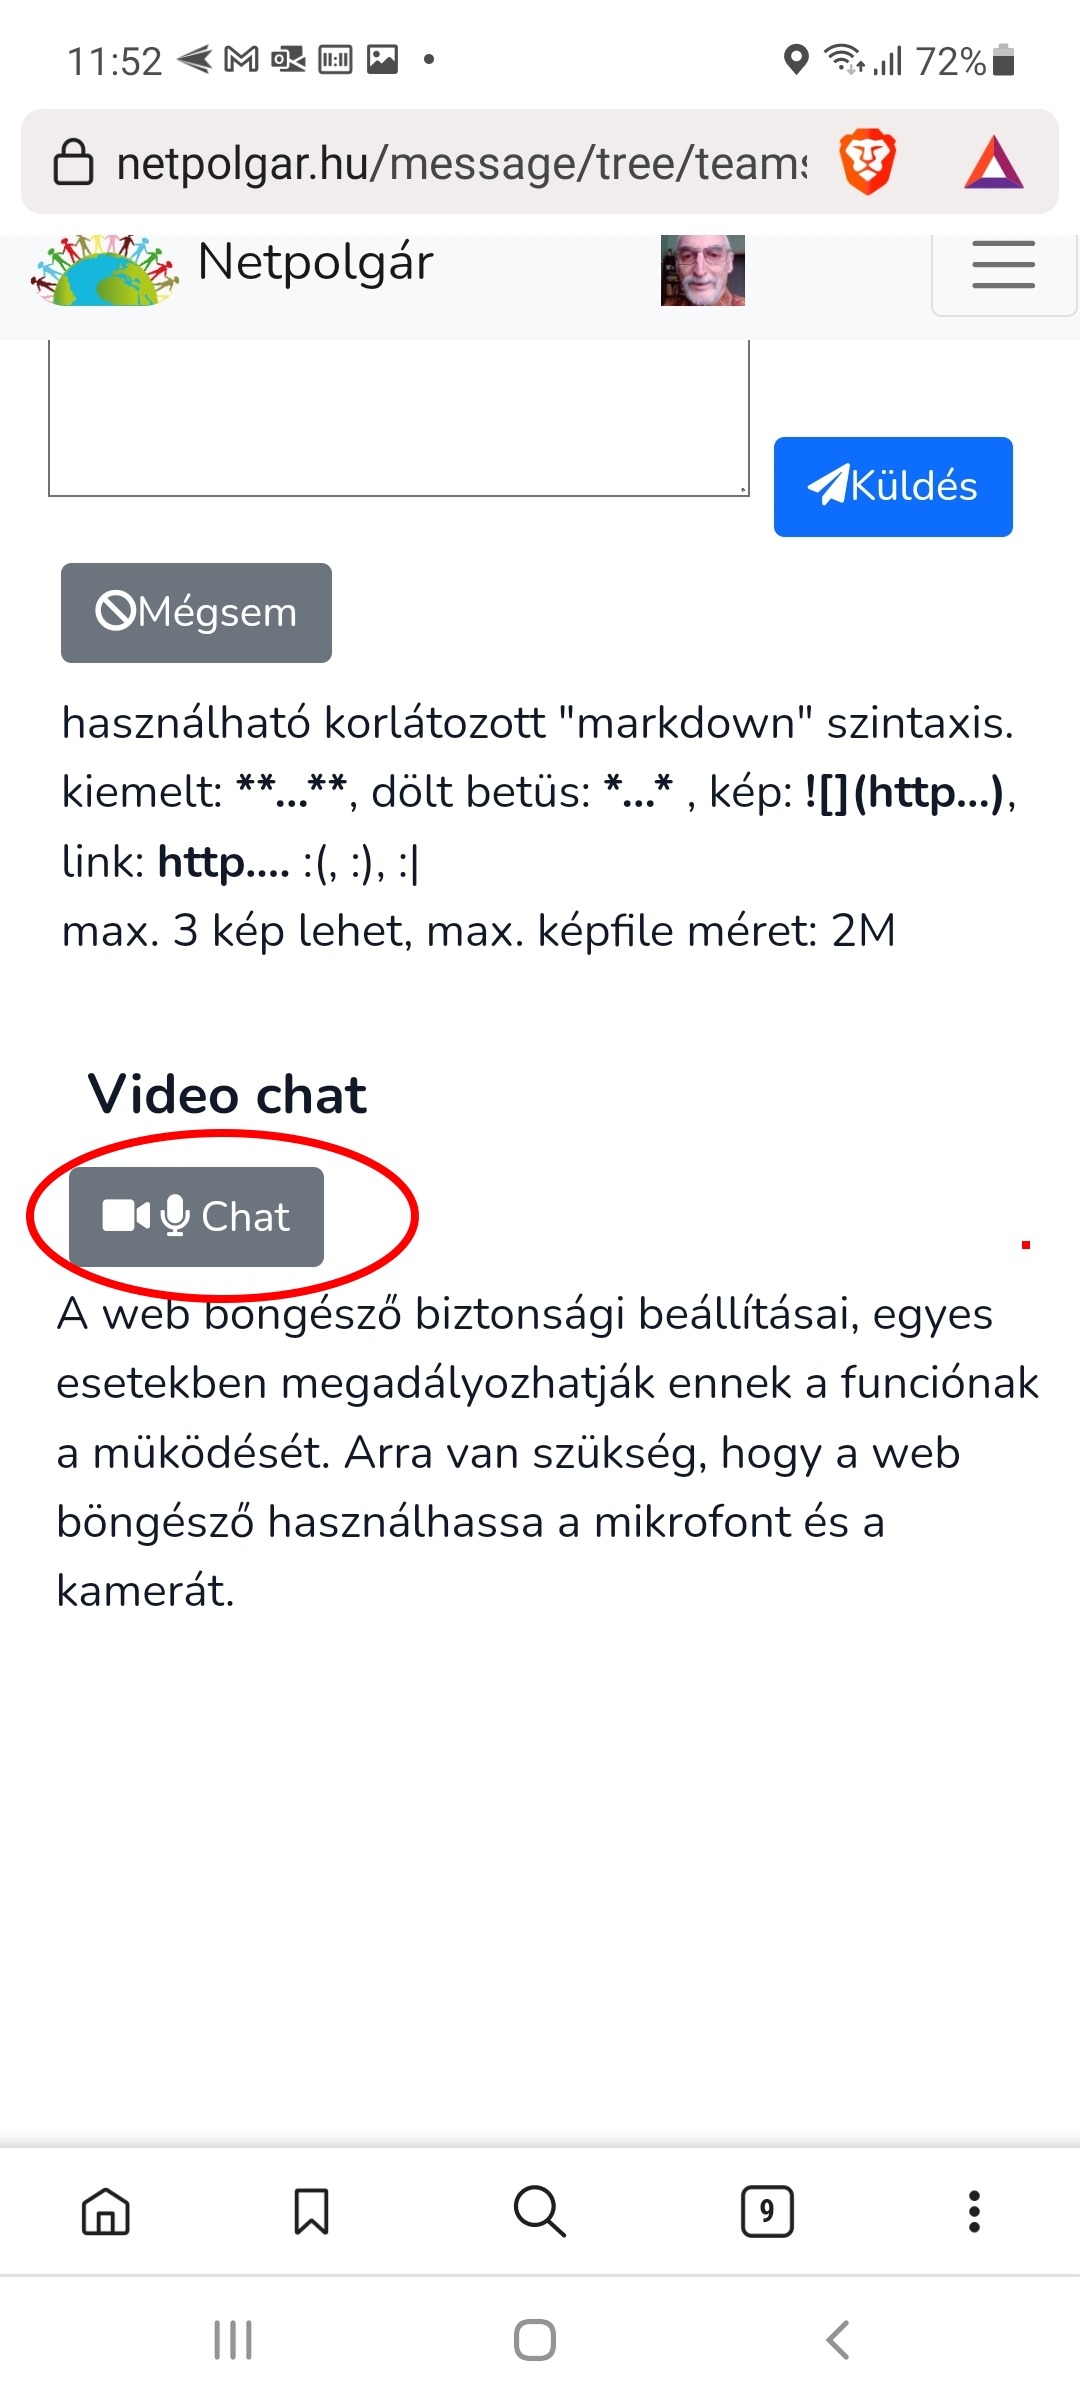 11:52
72%
netpolgar.hu/message/tree/teams
Netpolgár
Küldés
Mégsem
használható korlátozott "markdown" szintaxis.
kiemelt: **...**, dölt betüs: *...* , kép: ![](http...),
link: http.... :(, :), :|
max. 3 kép lehet, max. képfile méret: 2M
Video chat
Chat
A web böngésző biztonsági beállításai, egyes
esetekben megadályozhatják ennek a funciónak
a müködését. Arra van szükség, hogy a web
böngésző használhassa a mikrofont és a
kamerát.
9